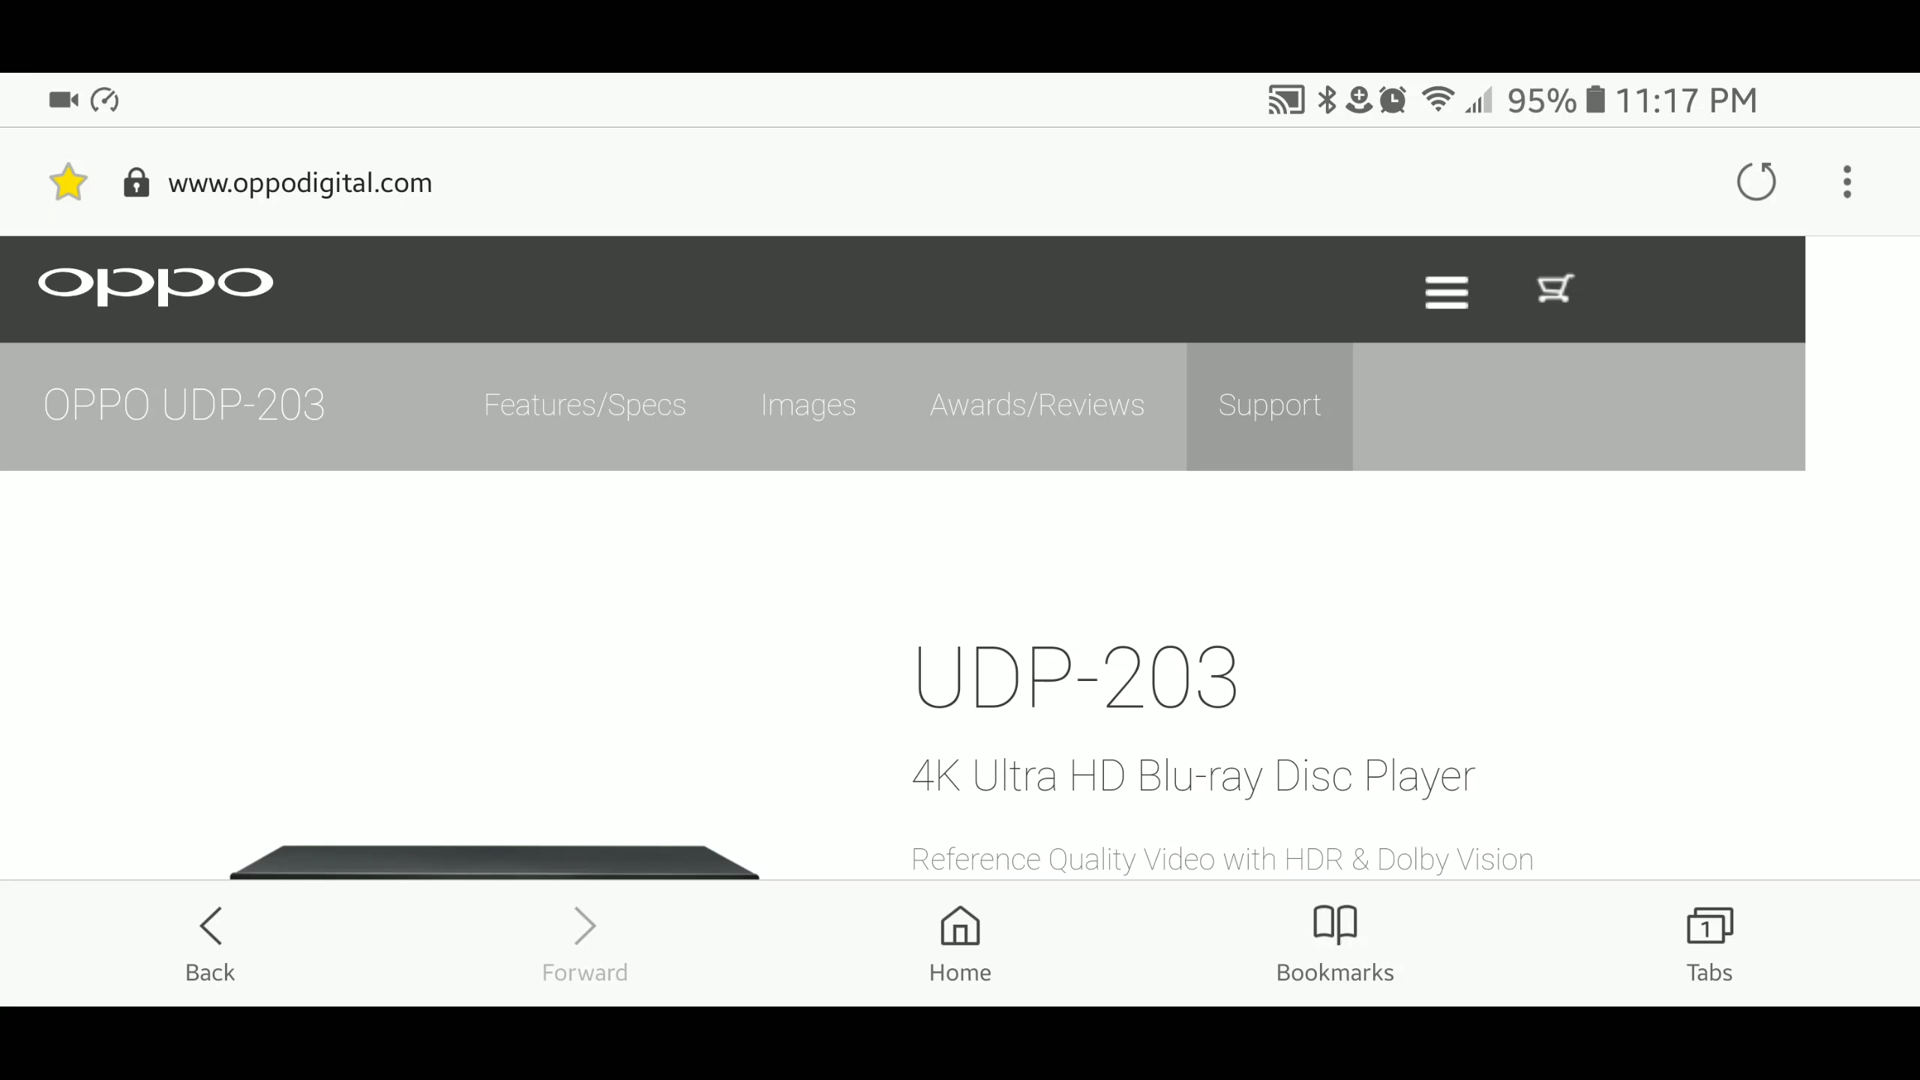 95% 11:17 PM
www.oppodigital.com
oppo
OPPO UDP-203 Features/Specs Images Awards/Reviews Support
UDP-203
4K Ultra HD Blu-ray Disc Player
Reference Quality Video with HDR & Dolby Vision
1
Back Forward Home Bookmarks Tabs